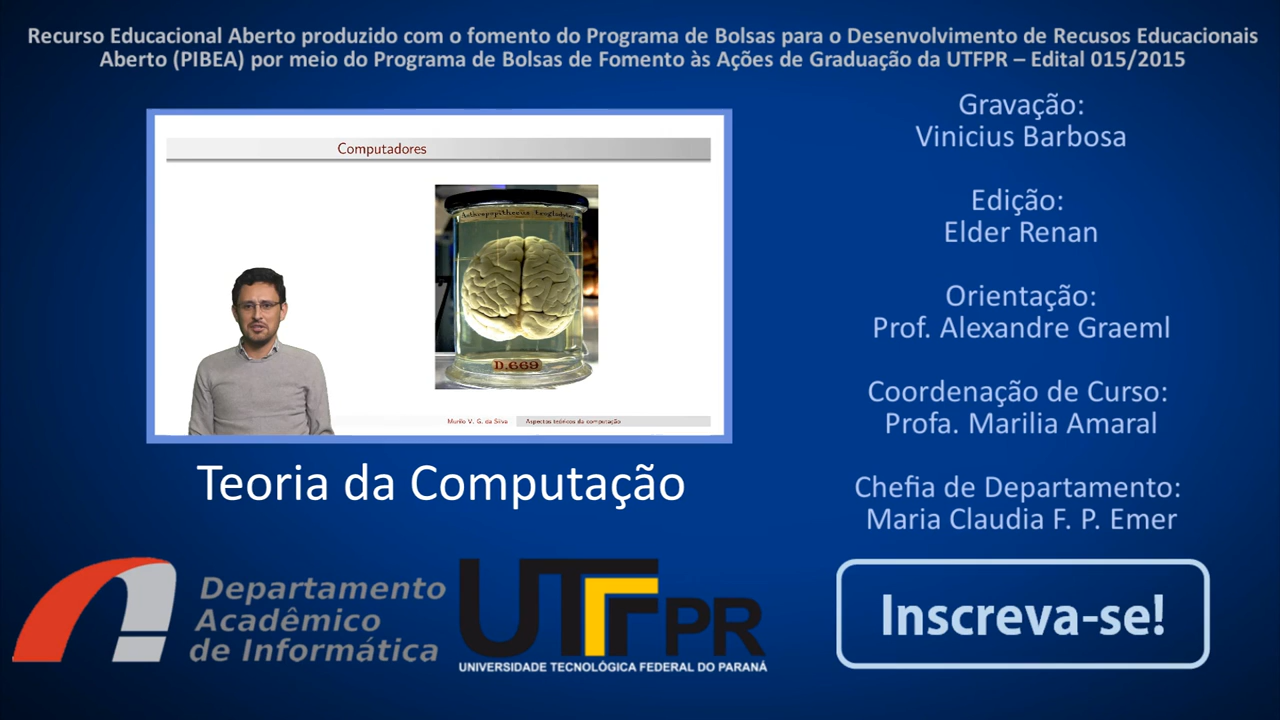 Recurso Educacional Aberto produzido com o fomento do Programa de Bolsas para o Desenvolvimento de Recusos Educacionais
Aberto (PIBEA) por meio do Programa de Bolsas de Fomento às Ações de Graduação da UTFPR – Edital 015/2015
Computadores
D.669
Murilo V. G. da Silva
Aspectos teóricos da computação
Teoria da Computação
Gravação:
Vinicius Barbosa
Edição:
Elder Renan
Orientação:
Prof. Alexandre Graeml
Coordenação de Curso:
Profa. Marilia Amaral
Chefia de Departamento:
Maria Claudia F. P. Emer
Departamento
Acadêmico
de Informática
UTFPR
UNIVERSIDADE TECNOLÓGICA FEDERAL DO PARANÁ
Inscreva-se!